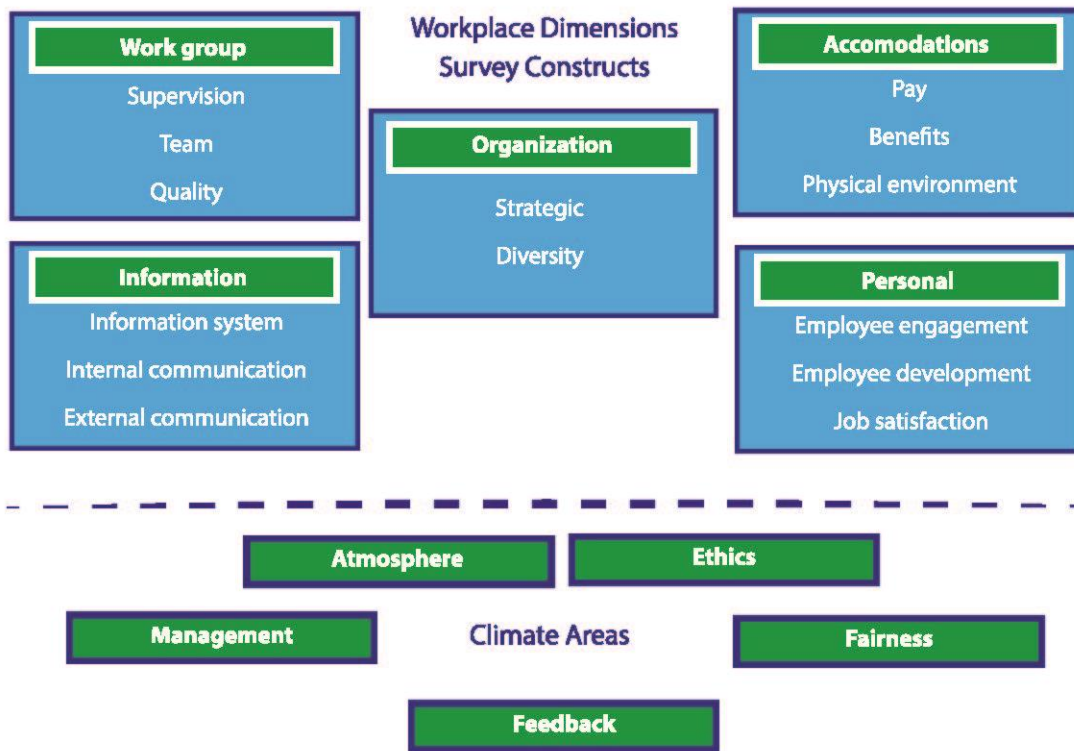 Workplace Dimensions
Survey Constructs
Work group
Supervision
Team
Quality
Organization
Strategic
Diversity
Accomodations
Pay
Benefits
Physical environment
Information
Information system
Internal communication
External communication
Personal
Employee engagement
Employee development
Job satisfaction
Atmosphere
Ethics
Management
Climate Areas
Fairness
Feedback